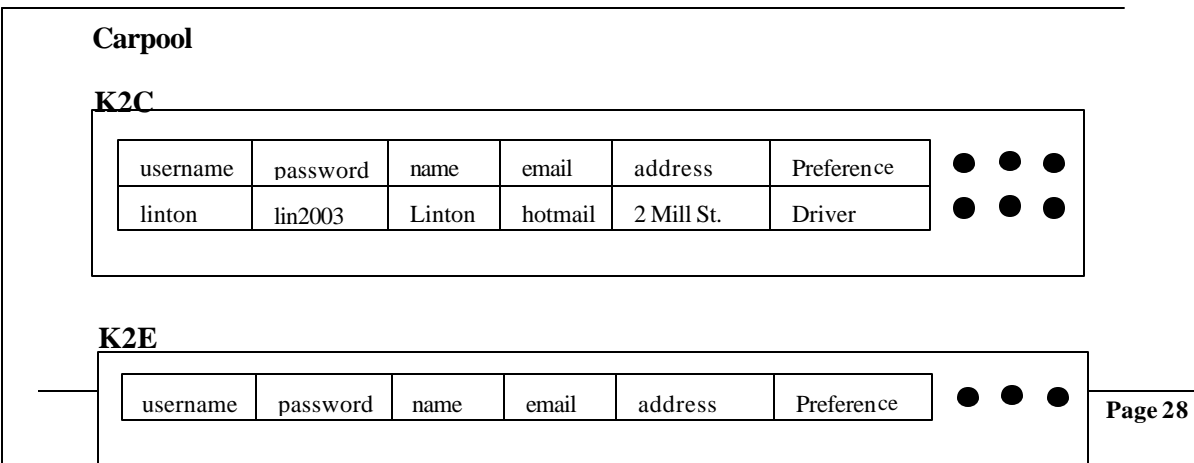 Carpool
K2C
username password name email address Preference
linton lin2003 Linton hotmail 2 Mill St. Driver
K2E
username password name email address Preference
Page 28